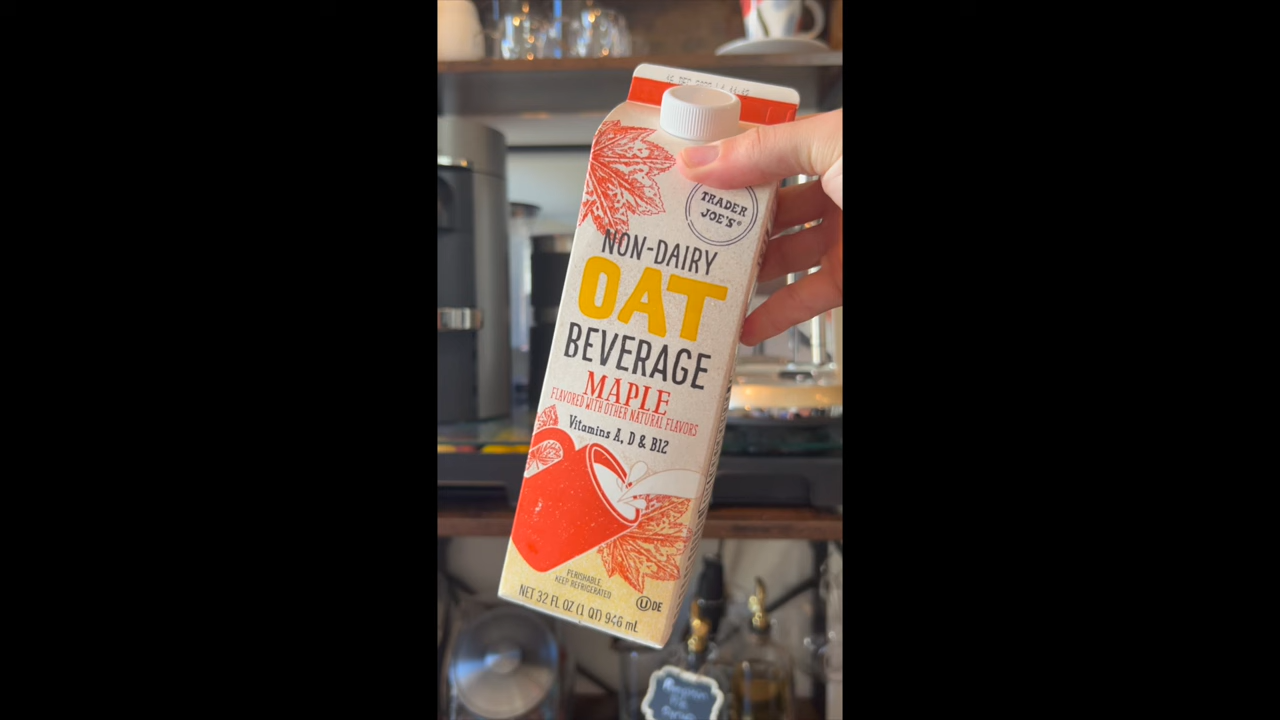 TRADER
JOE'S®
NON-DAIRY
OAT
BEVERAGE
MAPLE
FLAVORED WITH OTHER NATURAL FLAVORS
Vitamins A, D & B12
PERISHABLE.
KEEP REFRIGERATED
U DE
NET 32 FL OZ (1 QT) 946 mL